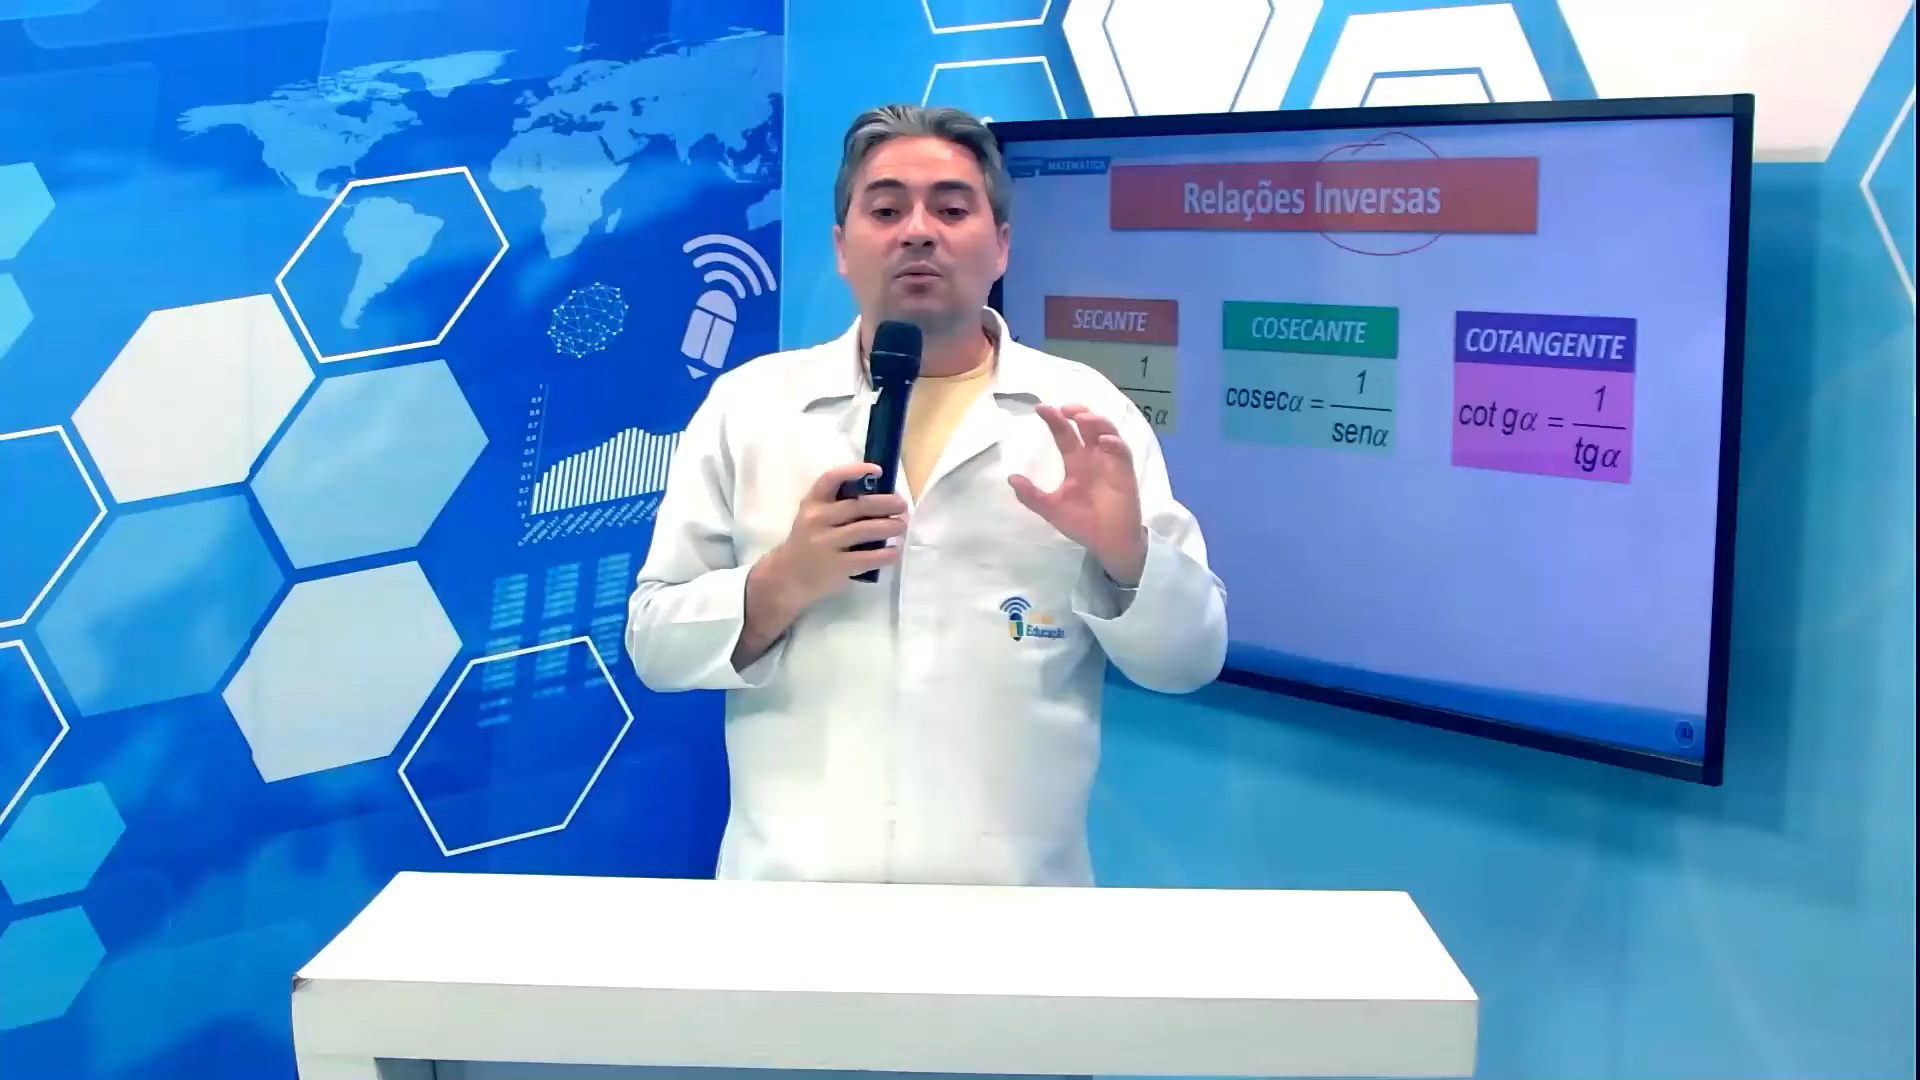 MATEMÁTICA
Relações Inversas
SECANTE
1
s α
COSECANTE
cosecα = 1
senα
COTANGENTE
cot gα = 1
tgα
Educação